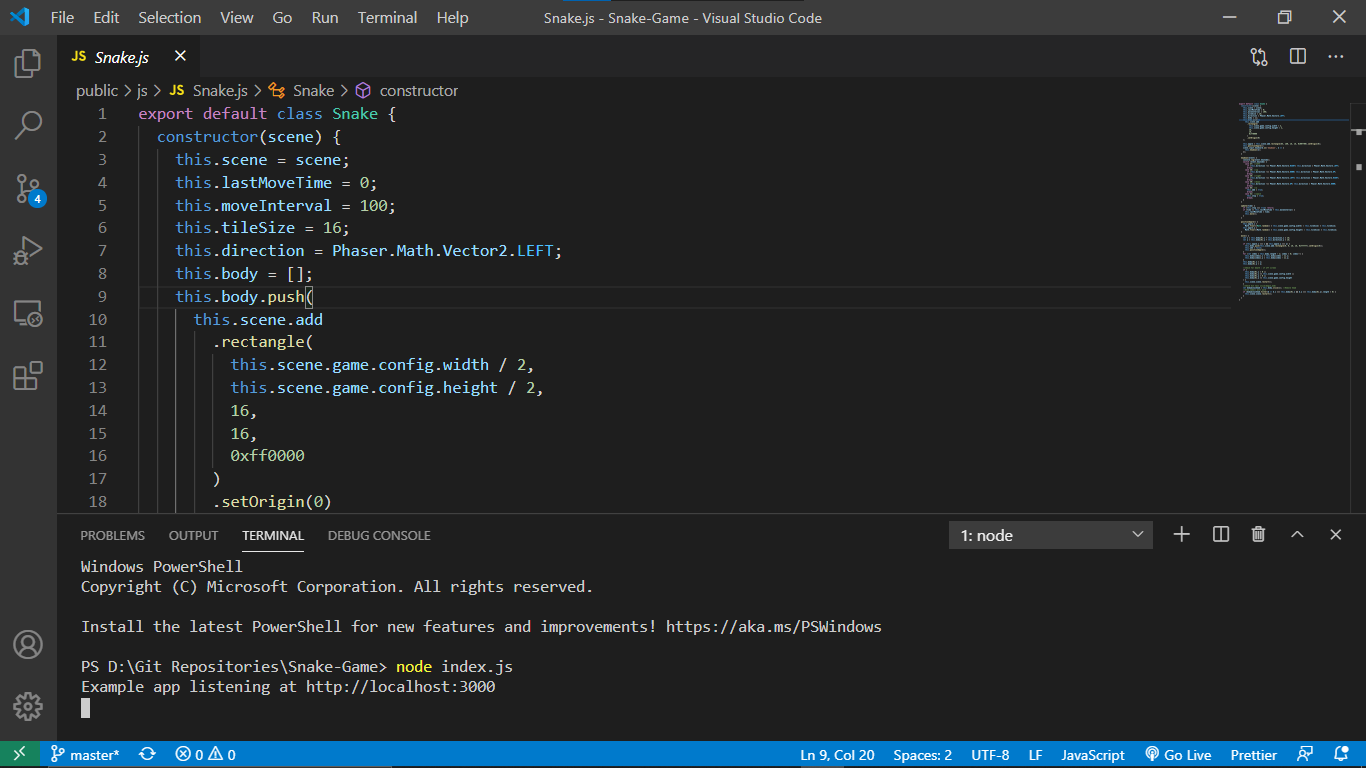 File Edit Selection View Go Run Terminal Help Snake.js - Snake-Game - Visual Studio Code
JS Snake.js
public > js > JS Snake.js > Snake > constructor
1 export default class Snake {
2 constructor(scene) {
3 this.scene = scene;
4 this.lastMoveTime = 0;
5 this.moveInterval = 100;
6 this.tileSize = 16;
7 this.direction = Phaser.Math.Vector2.LEFT;
8 this.body = [];
9 this.body.push(
10 this.scene.add
11 .rectangle(
12 this.scene.game.config.width / 2,
13 this.scene.game.config.height / 2,
14 16,
15 16,
16 0xff0000
17 )
18 .setOrigin(0)
4
PROBLEMS OUTPUT TERMINAL DEBUG CONSOLE 1: node
Windows PowerShell
Copyright (C) Microsoft Corporation. All rights reserved.
Install the latest PowerShell for new features and improvements! https://aka.ms/PSWindows
PS D:\Git Repositories\Snake-Game> node index.js
Example app listening at http://localhost:3000
master* 0 0 Ln 9, Col 20 Spaces: 2 UTF-8 LF JavaScript Go Live Prettier